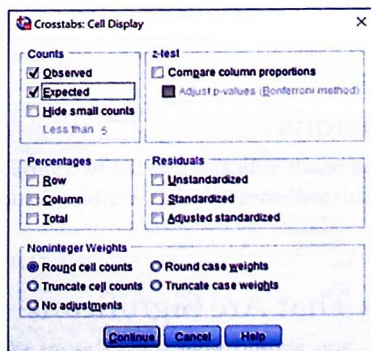 Crosstabs: Cell Display
Counts
Observed
Expected
Hide small counts
Less than 5
z-test
Compare column proportions
Adjust p-values (Bonferroni method)
Percentages
Row
Column
Total
Residuals
Unstandardized
Standardized
Adjusted standardized
Noninteger Weights
Round cell counts
Round case weights
Truncate cell counts
Truncate case weights
No adjustments
Continue
Cancel
Help